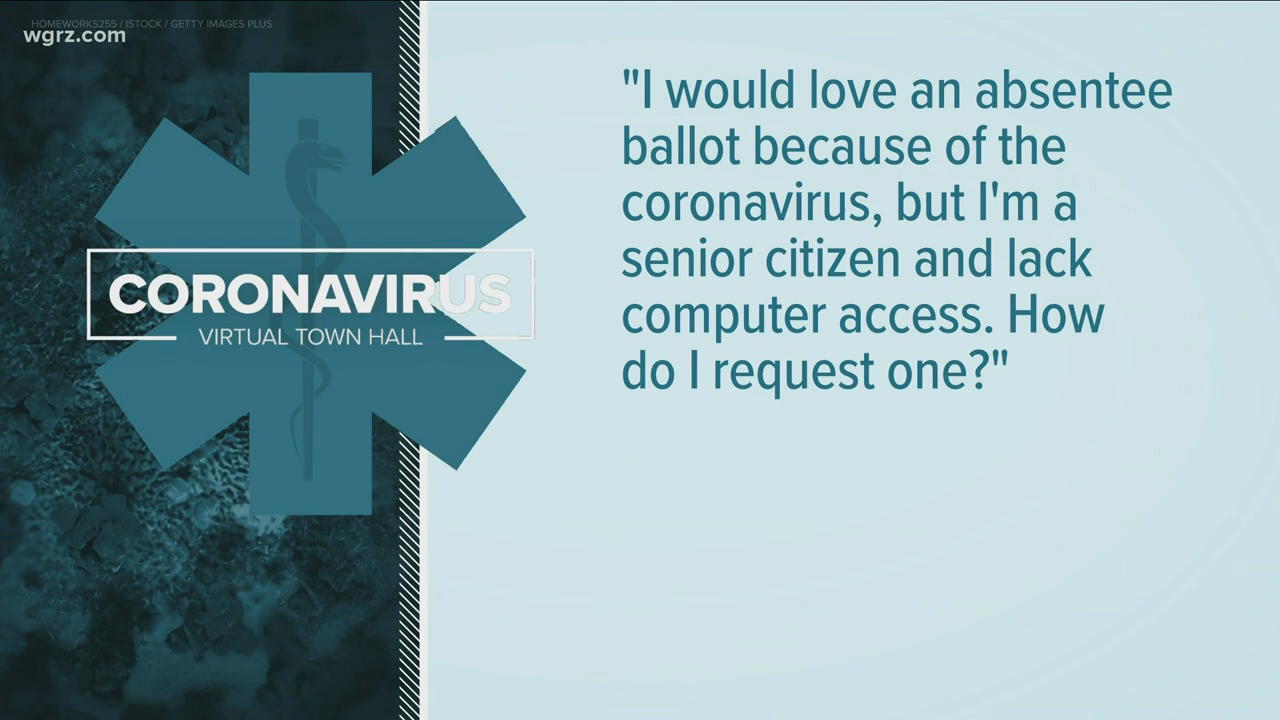 HOMEWORKS255 / ISTOCK / GETTY IMAGES PLUS
wgrz.com
CORONAVIRUS
VIRTUAL TOWN HALL
"I would love an absentee
ballot because of the
coronavirus, but I'm a
senior citizen and lack
computer access. How
do I request one?"